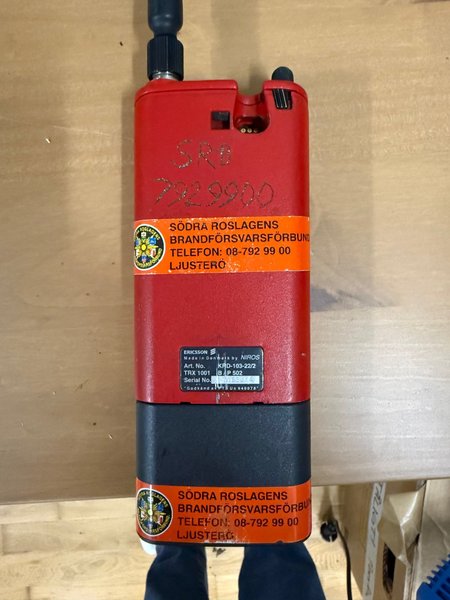 SRB
7929900
SÖDRA ROSLAGENS
BRANDFÖRSVARSFÖRBUND
TELEFON: 08-792 99 00
LJUSTERÖ
ERICSSON
Made in Denmark by NIROS
Art. No. KRD-103-22/2
TRX 1001 B/P 502
Serial No.
SÖDRA ROSLAGENS
BRANDFÖRSVARSFÖRBUND
TELEFON: 08-792 99 00
LJUSTERÖ